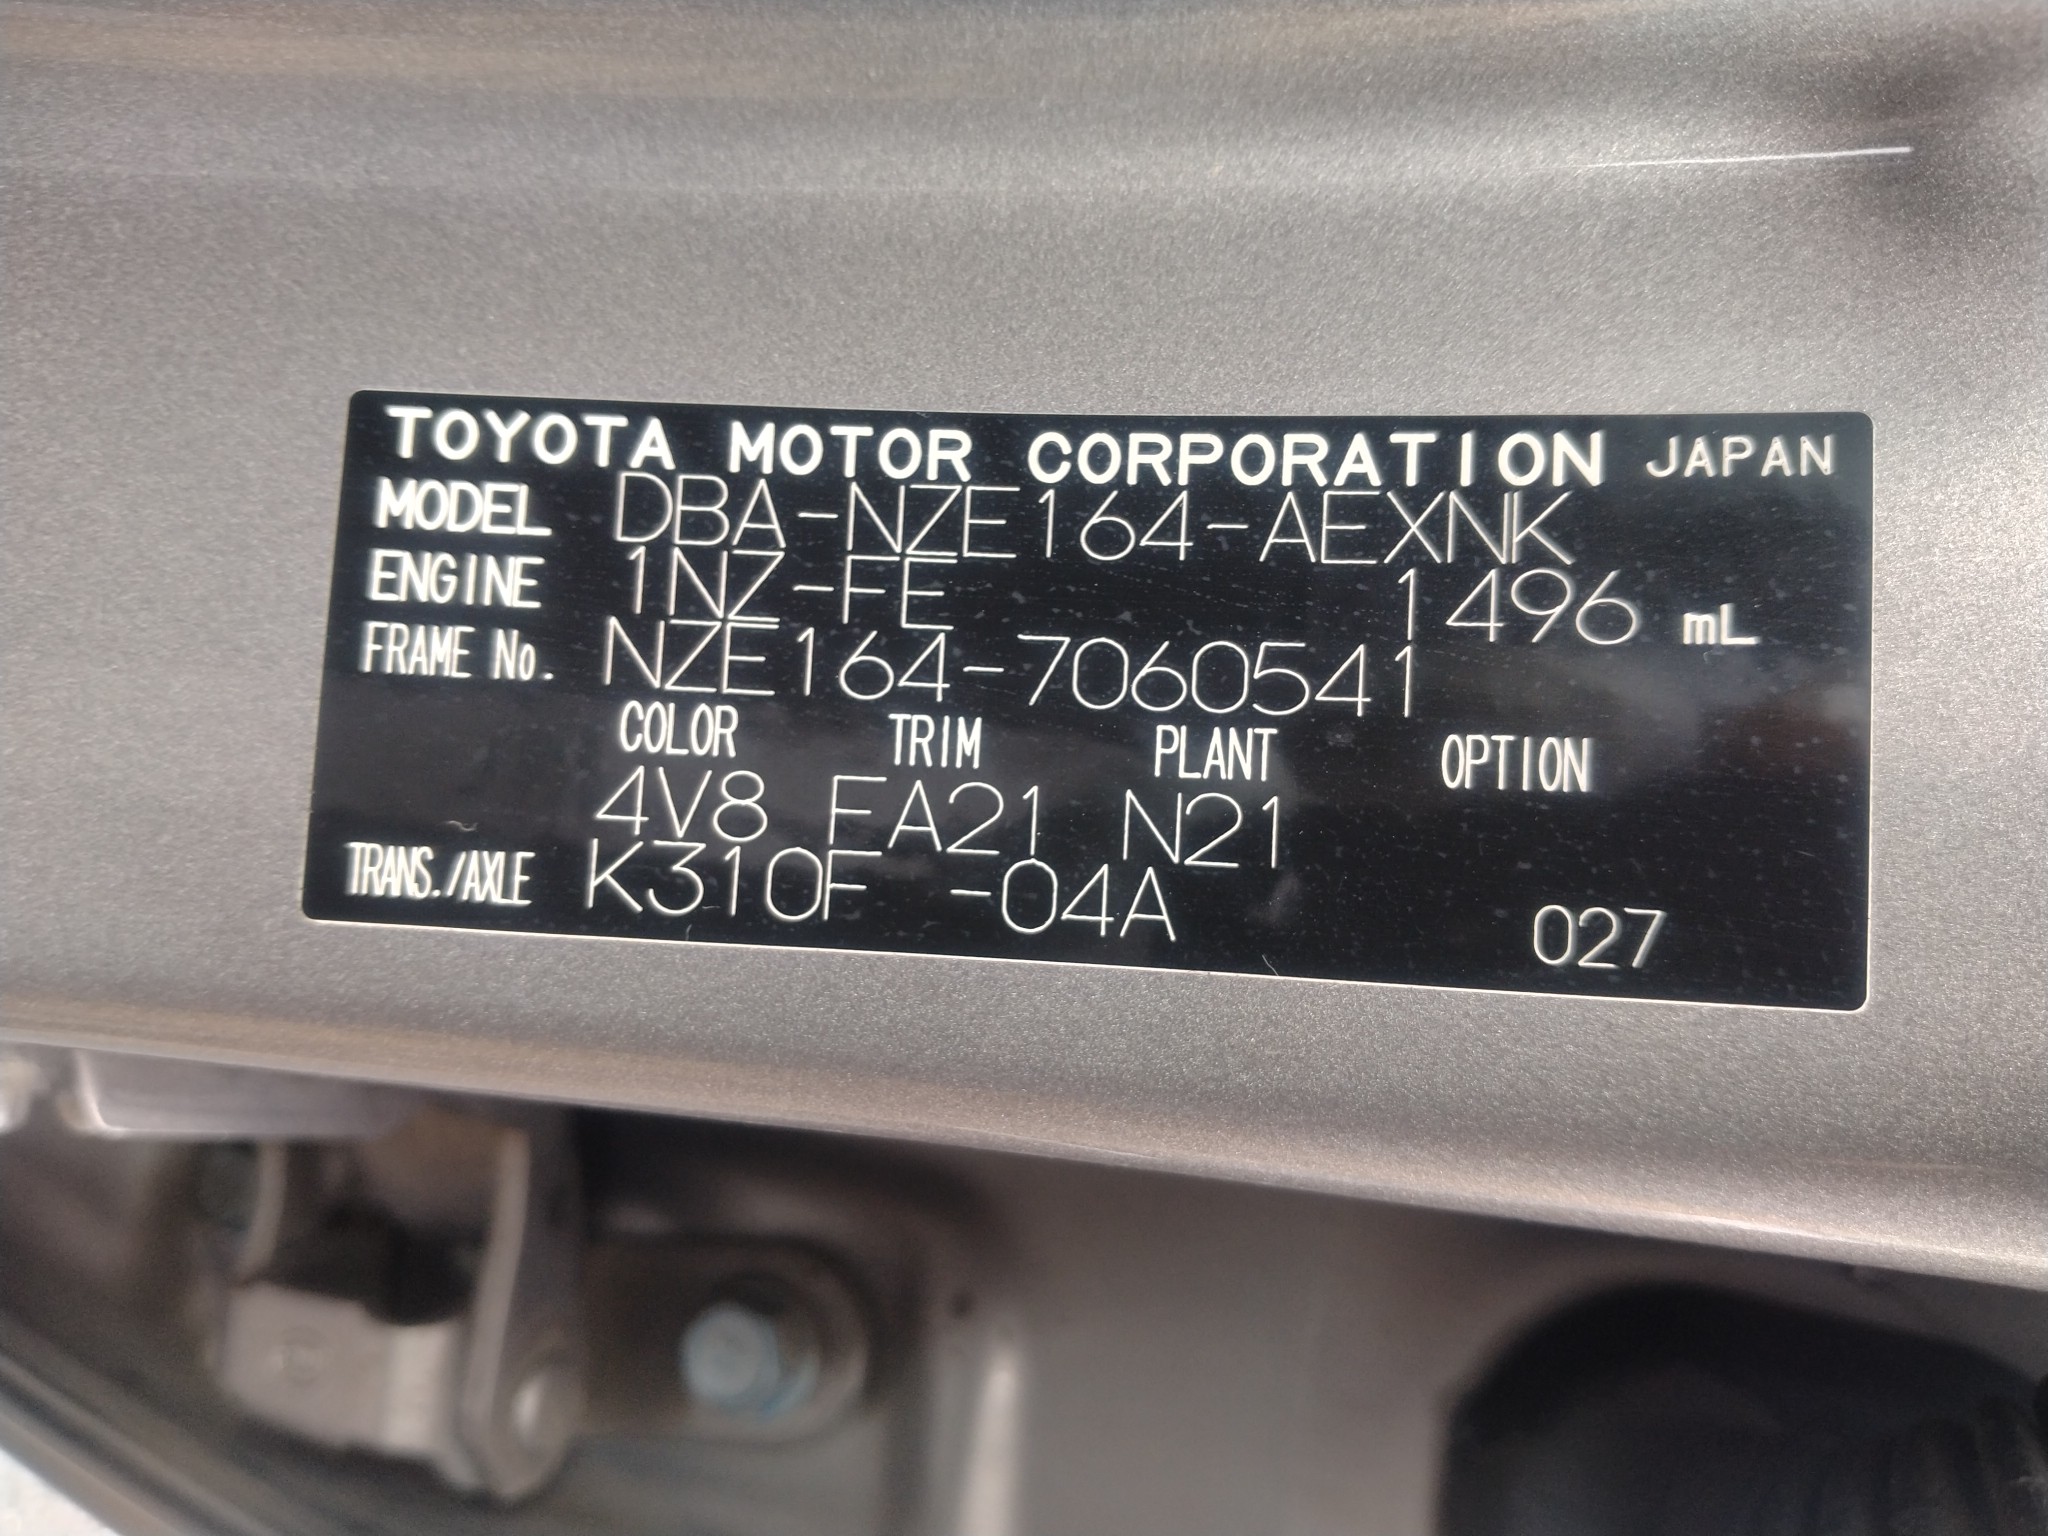 TOYOTA MOTOR CORPORATION JAPAN
MODEL DBA-NZE164-AEXNK
ENGINE 1NZ-FE 1496 mL
FRAME No. NZE164-7060541
COLOR TRIM PLANT OPTION
4V8 FA21 N21
TRANS./AXLE K310F -04A 027